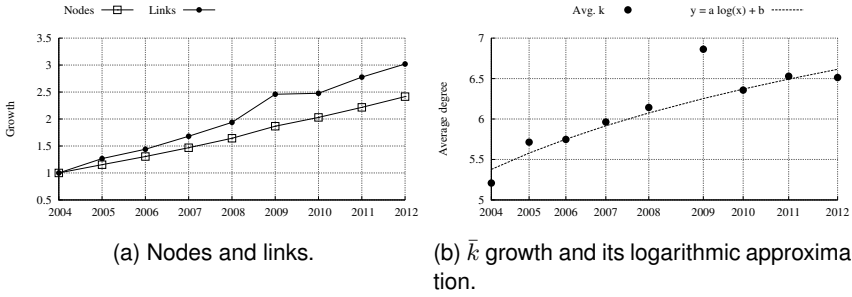 Nodes Links
3.5
3
2.5
2
1.5
1
0.5
Growth
2004 2005 2006 2007 2008 2009 2010 2011 2012
(a) Nodes and links.
Avg. k y = a log(x) + b
7
6.5
6
5.5
5
Average degree
2004 2005 2006 2007 2008 2009 2010 2011 2012
(b) k̄ growth and its logarithmic approxima
tion.